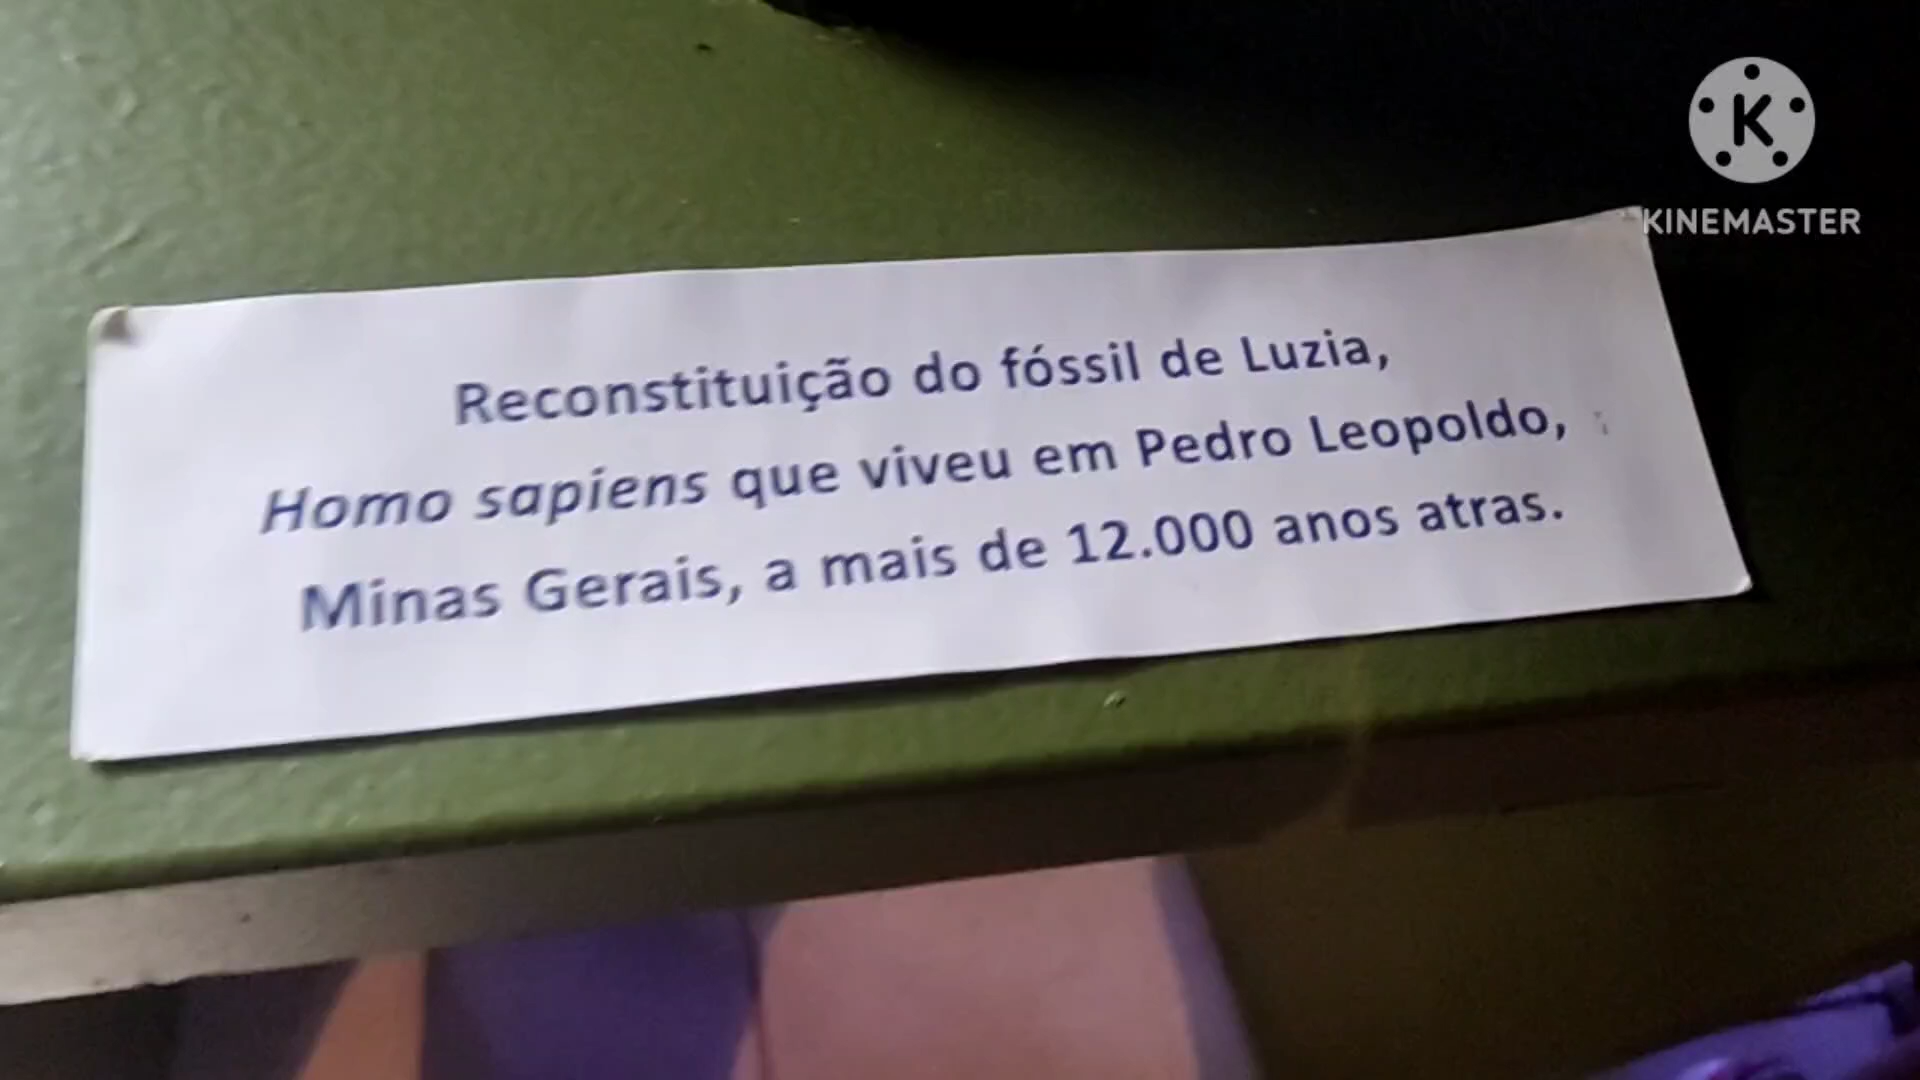 K
KINEMASTER
Reconstituição do fóssil de Luzia,
Homo sapiens que viveu em Pedro Leopoldo,
Minas Gerais, a mais de 12.000 anos atras.